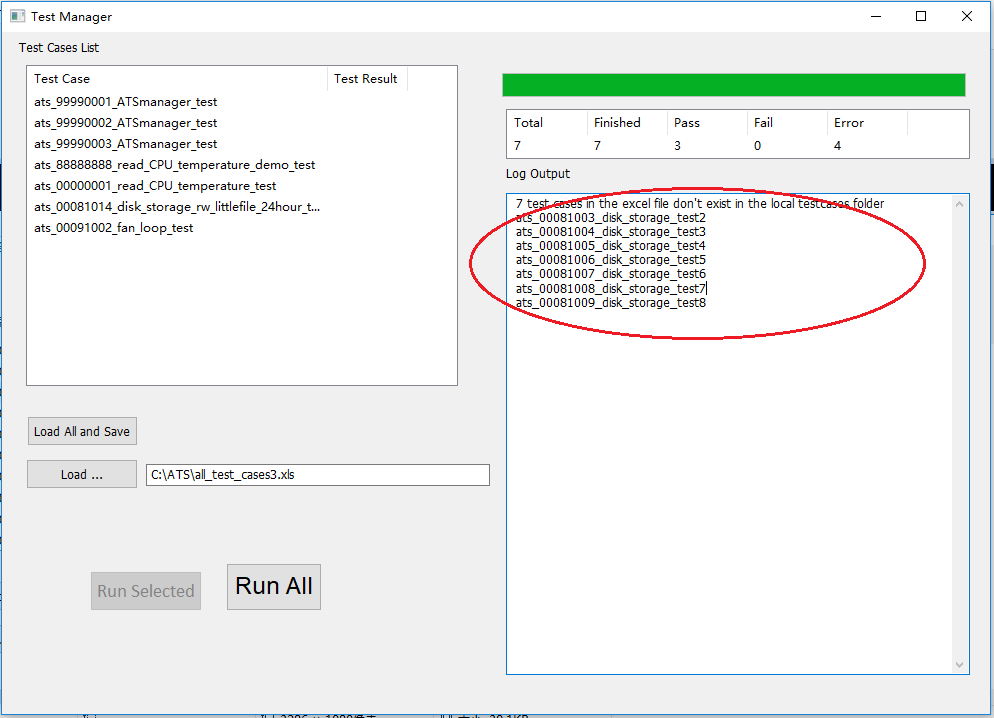 Test Manager
Test Cases List
Test Case Test Result
ats_99990001_ATSmanager_test
ats_99990002_ATSmanager_test
ats_99990003_ATSmanager_test
ats_88888888_read_CPU_temperature_demo_test
ats_00000001_read_CPU_temperature_test
ats_00081014_disk_storage_rw_littlefile_24hour_t...
ats_00091002_fan_loop_test
Load All and Save
Load ... C:\ATS\all_test_cases3.xls
Run Selected Run All
Total Finished Pass Fail Error
7 7 3 0 4
Log Output
7 test cases in the excel file don't exist in the local testcases folder
ats_00081003_disk_storage_test2
ats_00081004_disk_storage_test3
ats_00081005_disk_storage_test4
ats_00081006_disk_storage_test5
ats_00081007_disk_storage_test6
ats_00081008_disk_storage_test7
ats_00081009_disk_storage_test8